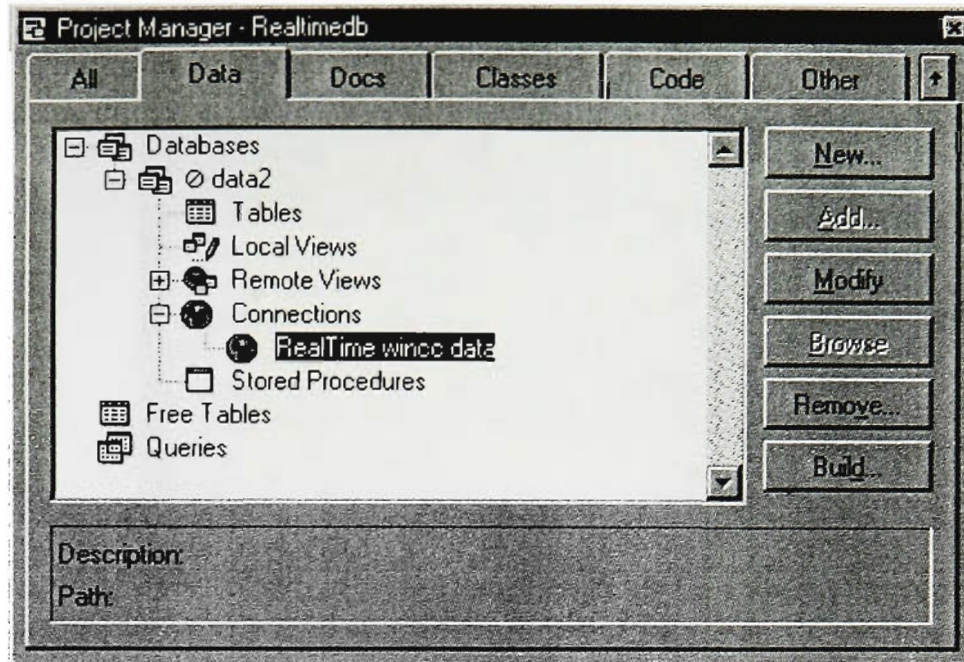 Project Manager - Realtimedb
All Data Docs Classes Code Other
Databases
data2
Tables
Local Views
Remote Views
Connections
RealTime wincc data
Stored Procedures
Free Tables
Queries
New...
Add...
Modify
Browse
Remove...
Build...
Description:
Path: